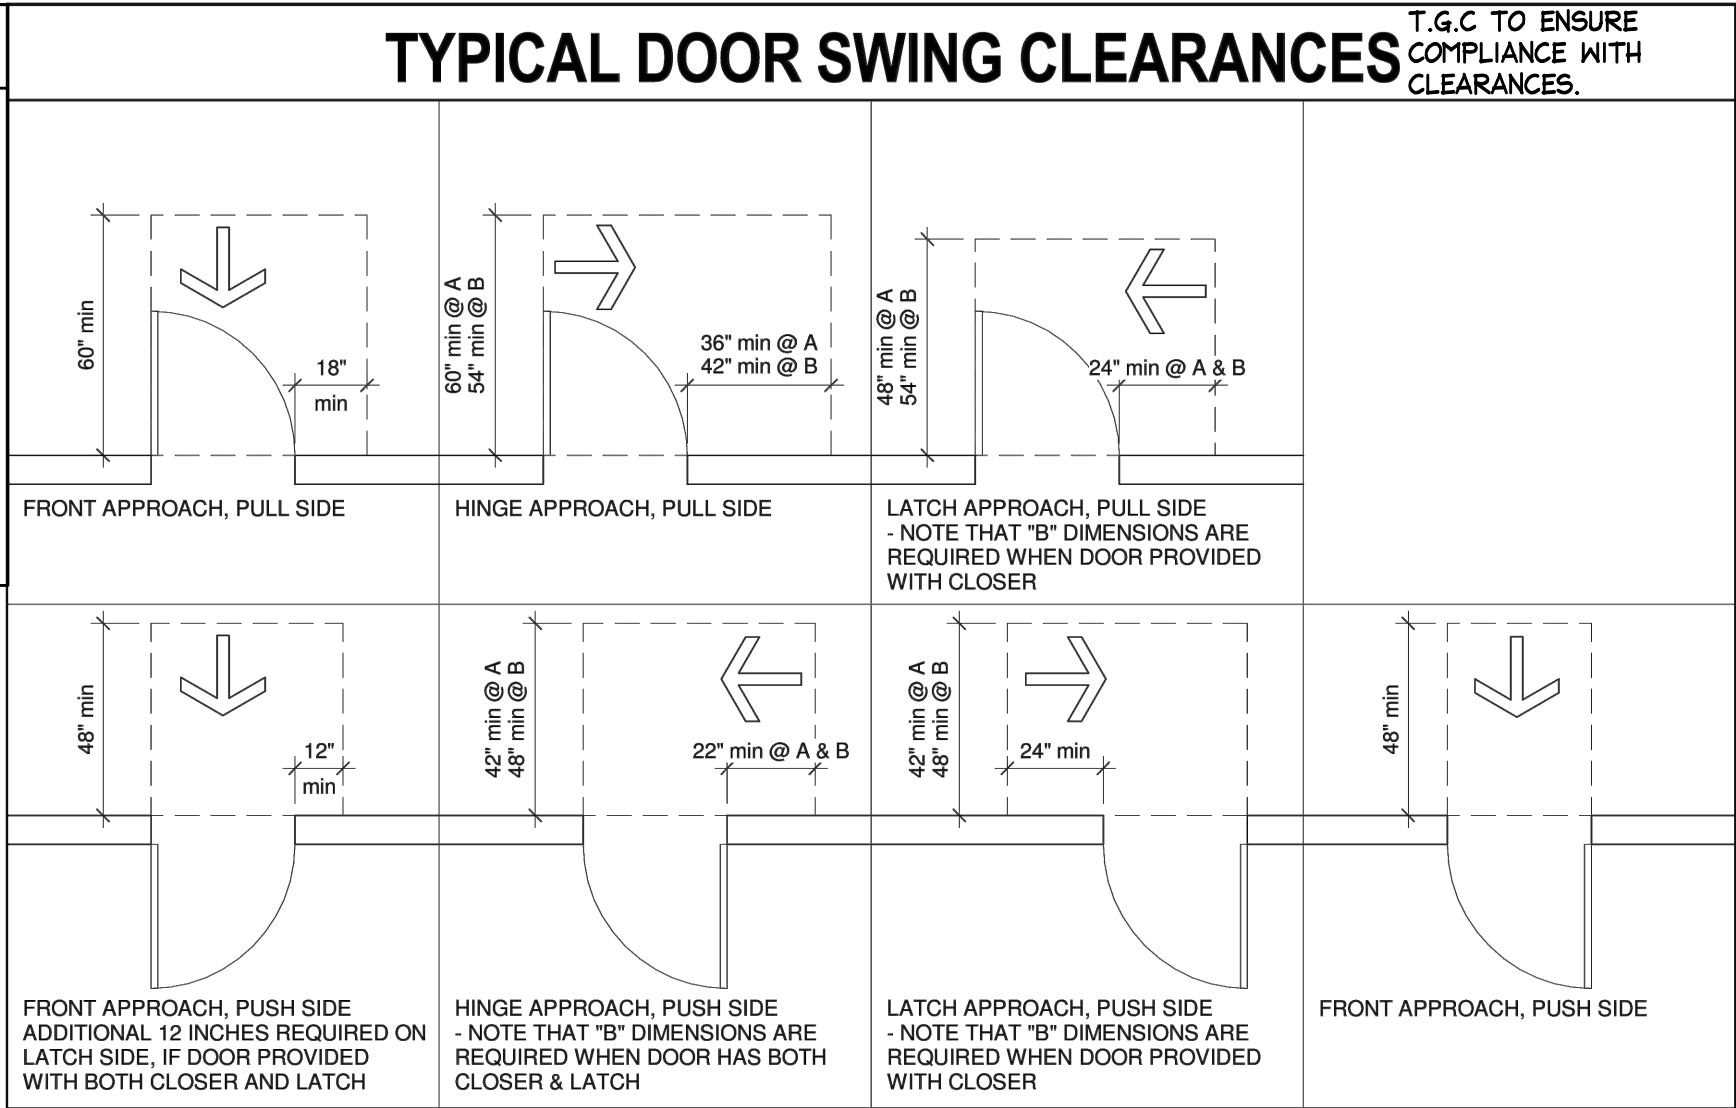 TYPICAL DOOR SWING CLEARANCES
T.G.C TO ENSURE
COMPLIANCE WITH
CLEARANCES.
60" min
18"
min
FRONT APPROACH, PULL SIDE
60" min @ A
54" min @ B
36" min @ A
42" min @ B
HINGE APPROACH, PULL SIDE
48" min @ A
54" min @ B
24" min @ A & B
LATCH APPROACH, PULL SIDE
- NOTE THAT "B" DIMENSIONS ARE
REQUIRED WHEN DOOR PROVIDED
WITH CLOSER
48" min
12"
min
FRONT APPROACH, PUSH SIDE
ADDITIONAL 12 INCHES REQUIRED ON
LATCH SIDE, IF DOOR PROVIDED
WITH BOTH CLOSER AND LATCH
42" min @ A
48" min @ B
22" min @ A & B
HINGE APPROACH, PUSH SIDE
- NOTE THAT "B" DIMENSIONS ARE
REQUIRED WHEN DOOR HAS BOTH
CLOSER & LATCH
42" min @ A
48" min @ B
24" min
LATCH APPROACH, PUSH SIDE
- NOTE THAT "B" DIMENSIONS ARE
REQUIRED WHEN DOOR PROVIDED
WITH CLOSER
48" min
FRONT APPROACH, PUSH SIDE